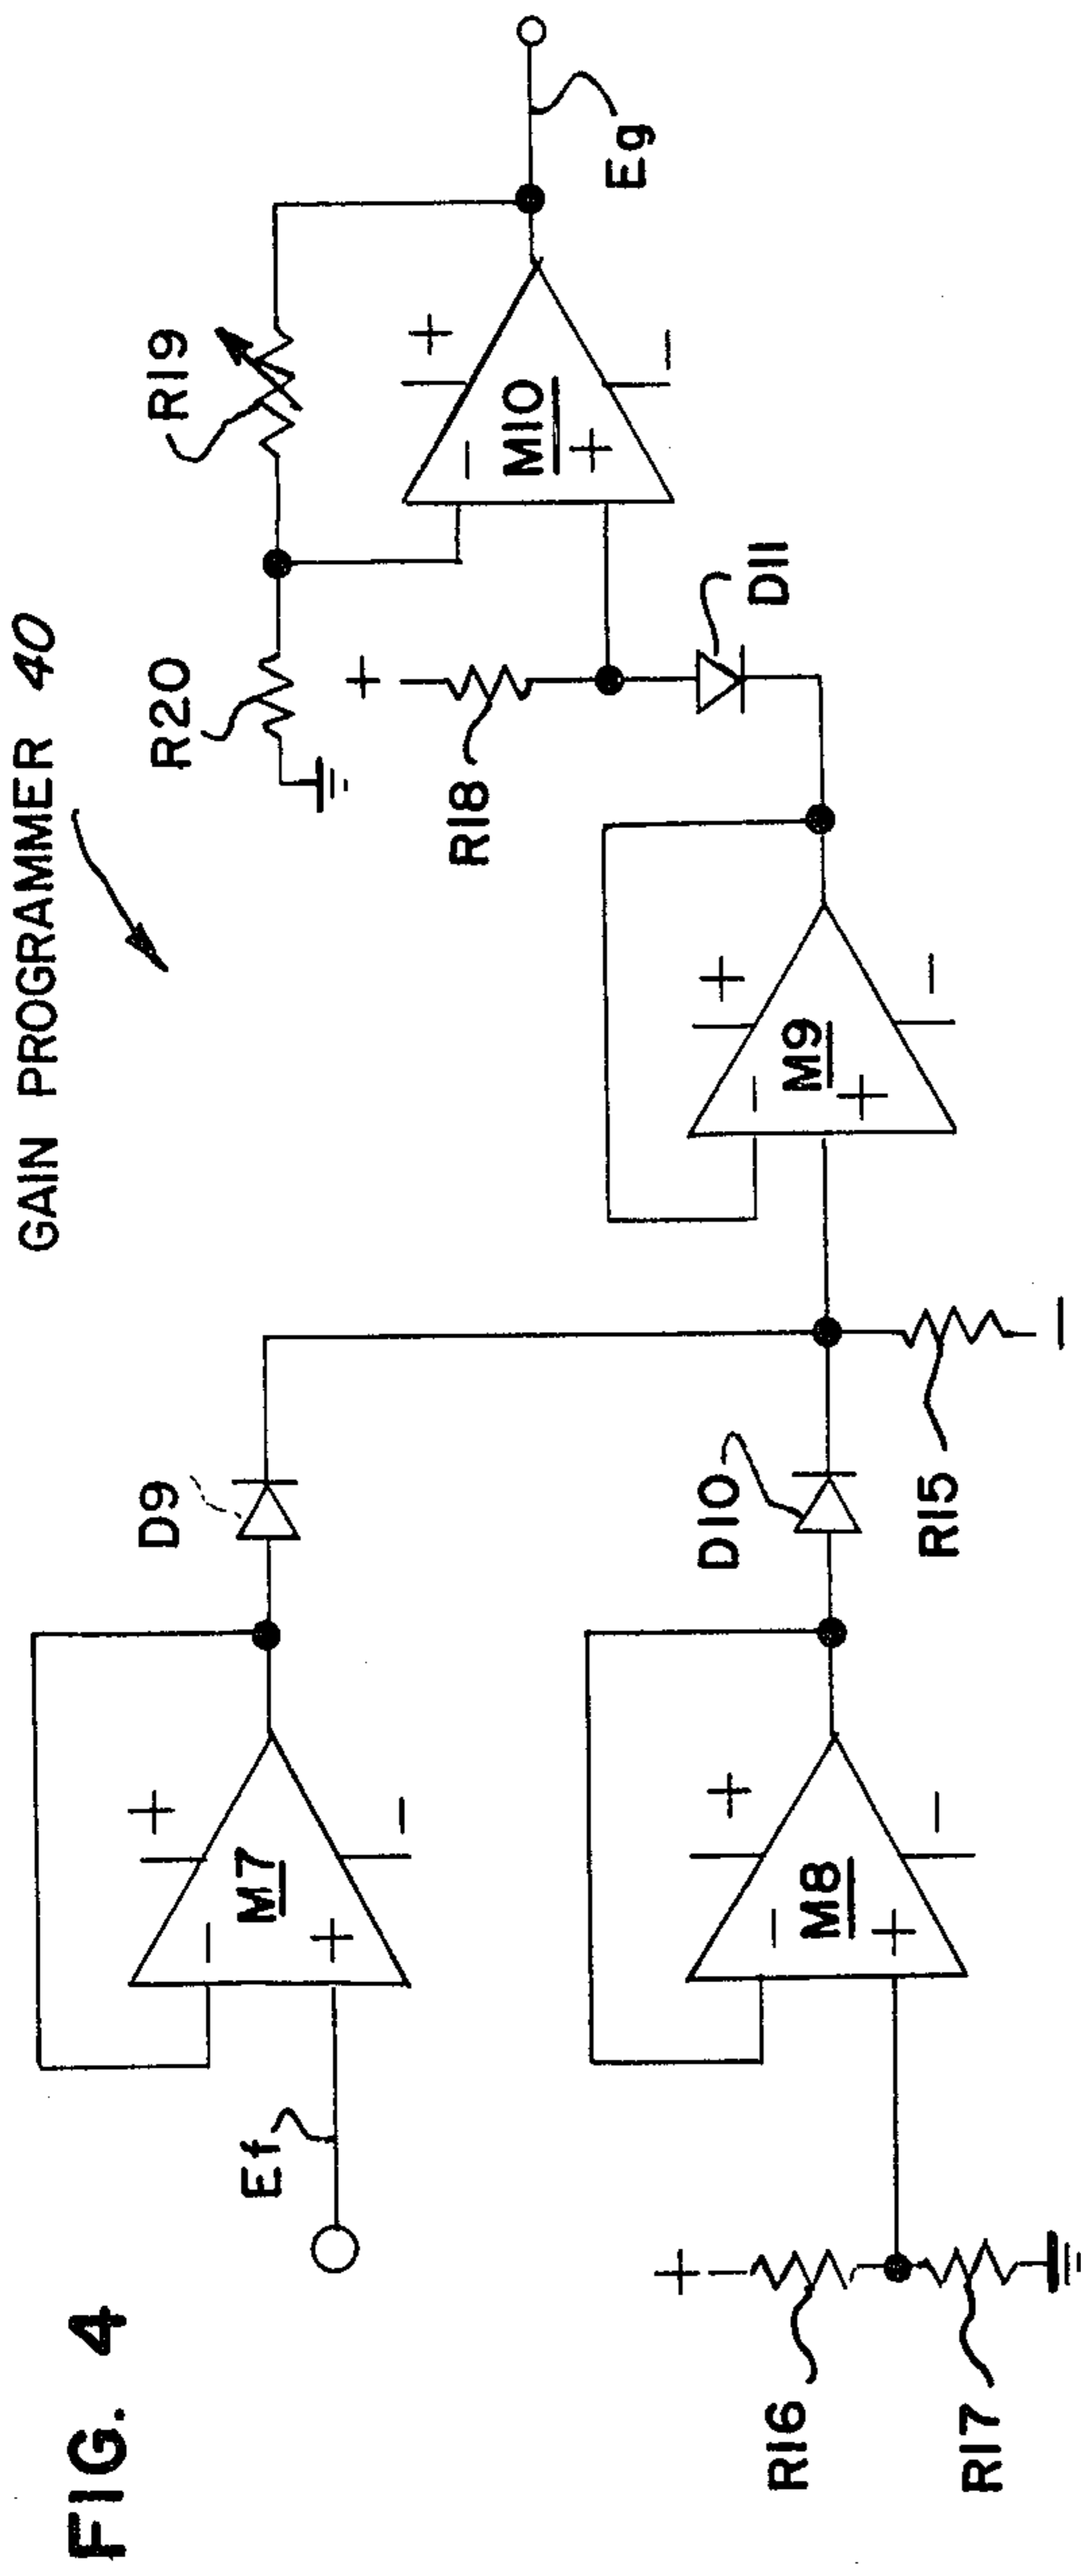 FIG. 4
GAIN PROGRAMMER 40
Ef
M7
- +
+ -
D9
R16
R17
+
M8
- +
+ -
D10
R15
-
M9
- +
+ -
D11
R18
+
R20
R19
M10
- +
+ -
Eg